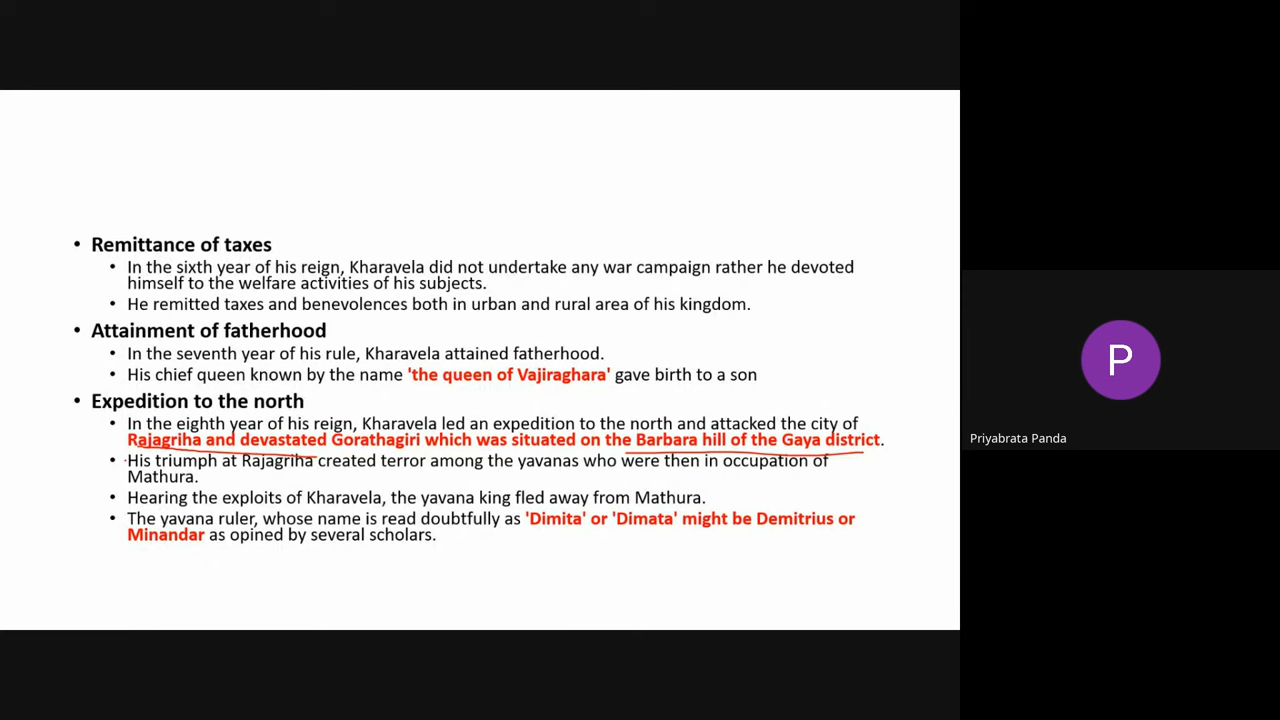 • Remittance of taxes
• In the sixth year of his reign, Kharavela did not undertake any war campaign rather he devoted
himself to the welfare activities of his subjects.
• He remitted taxes and benevolences both in urban and rural area of his kingdom.
• Attainment of fatherhood
• In the seventh year of his rule, Kharavela attained fatherhood.
• His chief queen known by the name 'the queen of Vajiraghara' gave birth to a son
• Expedition to the north
• In the eighth year of his reign, Kharavela led an expedition to the north and attacked the city of
Rajagriha and devastated Gorathagiri which was situated on the Barbara hill of the Gaya district.
• His triumph at Rajagriha created terror among the yavanas who were then in occupation of
Mathura.
• Hearing the exploits of Kharavela, the yavana king fled away from Mathura.
• The yavana ruler, whose name is read doubtfully as 'Dimita' or 'Dimata' might be Demitrius or
Minandar as opined by several scholars.
P
Priyabrata Panda